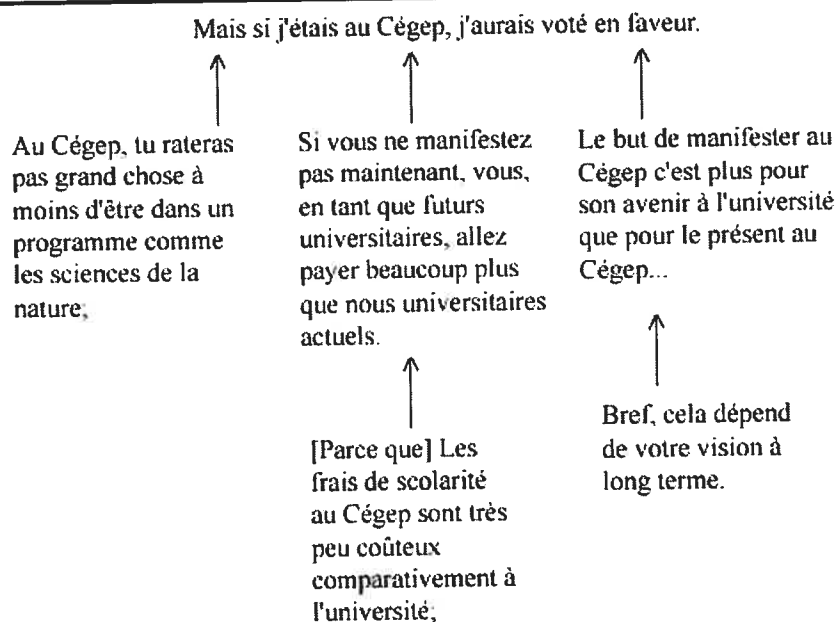 Mais si j'étais au Cégep, j'aurais voté en faveur.
Au Cégep, tu rateras
pas grand chose à
moins d'être dans un
programme comme
les sciences de la
nature;
Si vous ne manifestez
pas maintenant, vous,
en tant que futurs
universitaires, allez
payer beaucoup plus
que nous universitaires
actuels.
Le but de manifester au
Cégep c'est plus pour
son avenir à l'université
que pour le présent au
Cégep...
[Parce que] Les
frais de scolarité
au Cégep sont très
peu coûteux
comparativement à
l'université;
Bref, cela dépend
de votre vision à
long terme.